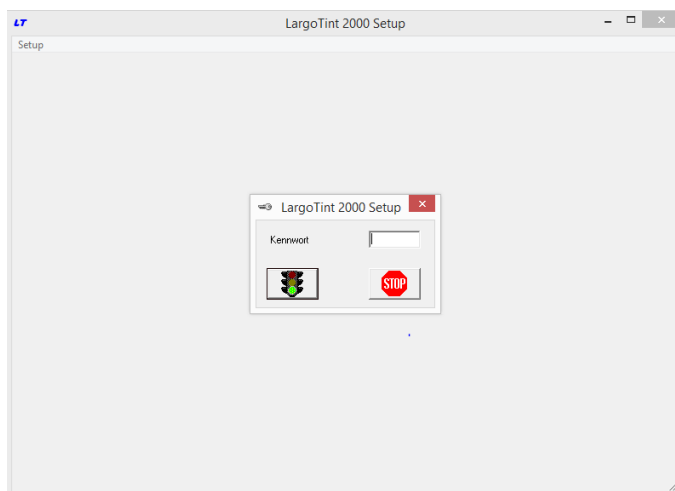 LT LargoTint 2000 Setup
Setup
LargoTint 2000 Setup
Kennwort
STOP